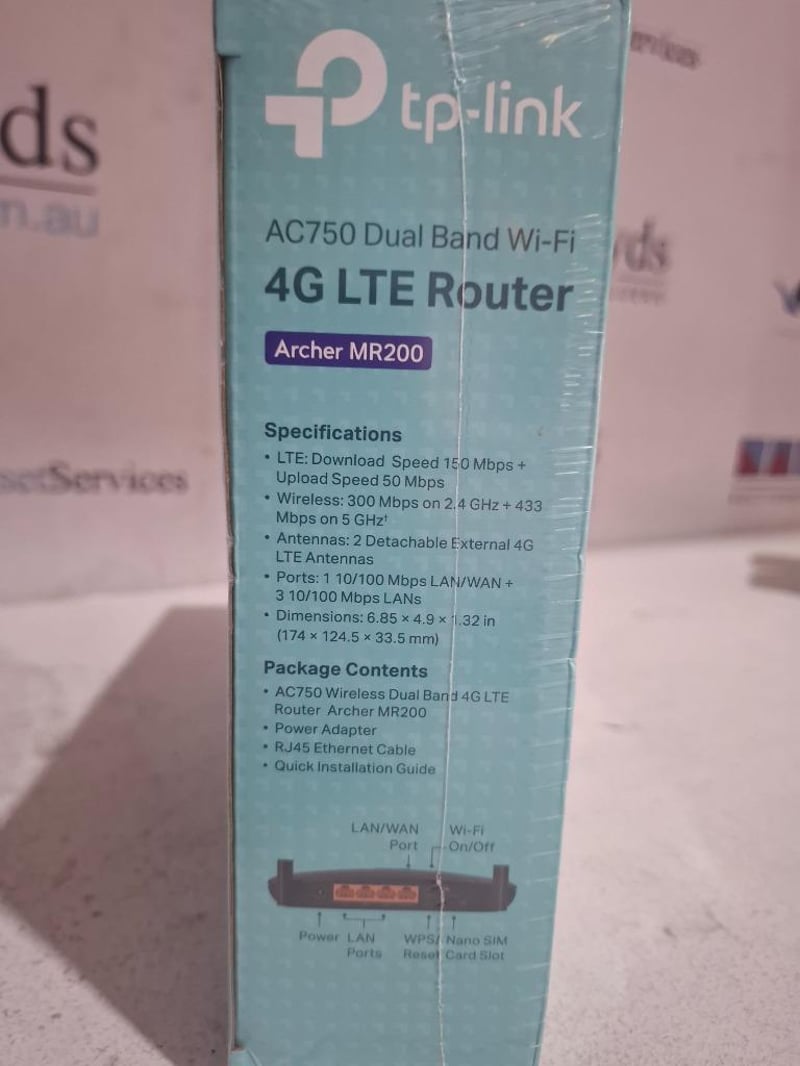 tp-link
AC750 Dual Band Wi-Fi
4G LTE Router
Archer MR200
Specifications
• LTE: Download Speed 150 Mbps +
Upload Speed 50 Mbps
• Wireless: 300 Mbps on 2.4 GHz + 433
Mbps on 5 GHz†
• Antennas: 2 Detachable External 4G
LTE Antennas
• Ports: 1 10/100 Mbps LAN/WAN +
3 10/100 Mbps LANs
• Dimensions: 6.85 × 4.9 × 1.32 in
(174 × 124.5 × 33.5 mm)
Package Contents
• AC750 Wireless Dual Band 4G LTE
Router Archer MR200
• Power Adapter
• RJ45 Ethernet Cable
• Quick Installation Guide
LAN/WAN
Port
Wi-Fi
On/Off
Power
LAN
Ports
WPS/
Reset
Nano SIM
Card Slot
ds
m.au
setServices
ds